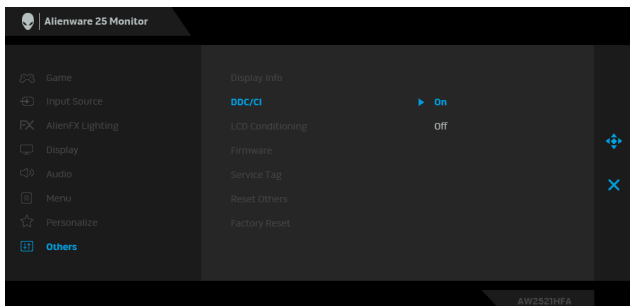 Alienware 25 Monitor
Game
Input Source
AlienFX Lighting
Display
Audio
Menu
Personalize
Others
Display Info
DDC/CI On
LCD Conditioning Off
Firmware
Service Tag
Reset Others
Factory Reset
AW2521HFA